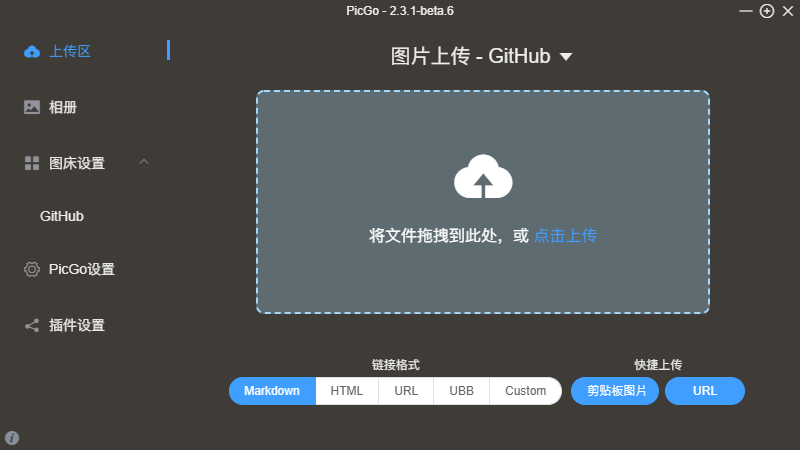 PicGo - 2.3.1-beta.6
上传区
相册
图床设置
GitHub
PicGo设置
插件设置
图片上传 - GitHub
将文件拖拽到此处，或 点击上传
链接格式
Markdown HTML URL UBB Custom
快捷上传
剪贴板图片 URL